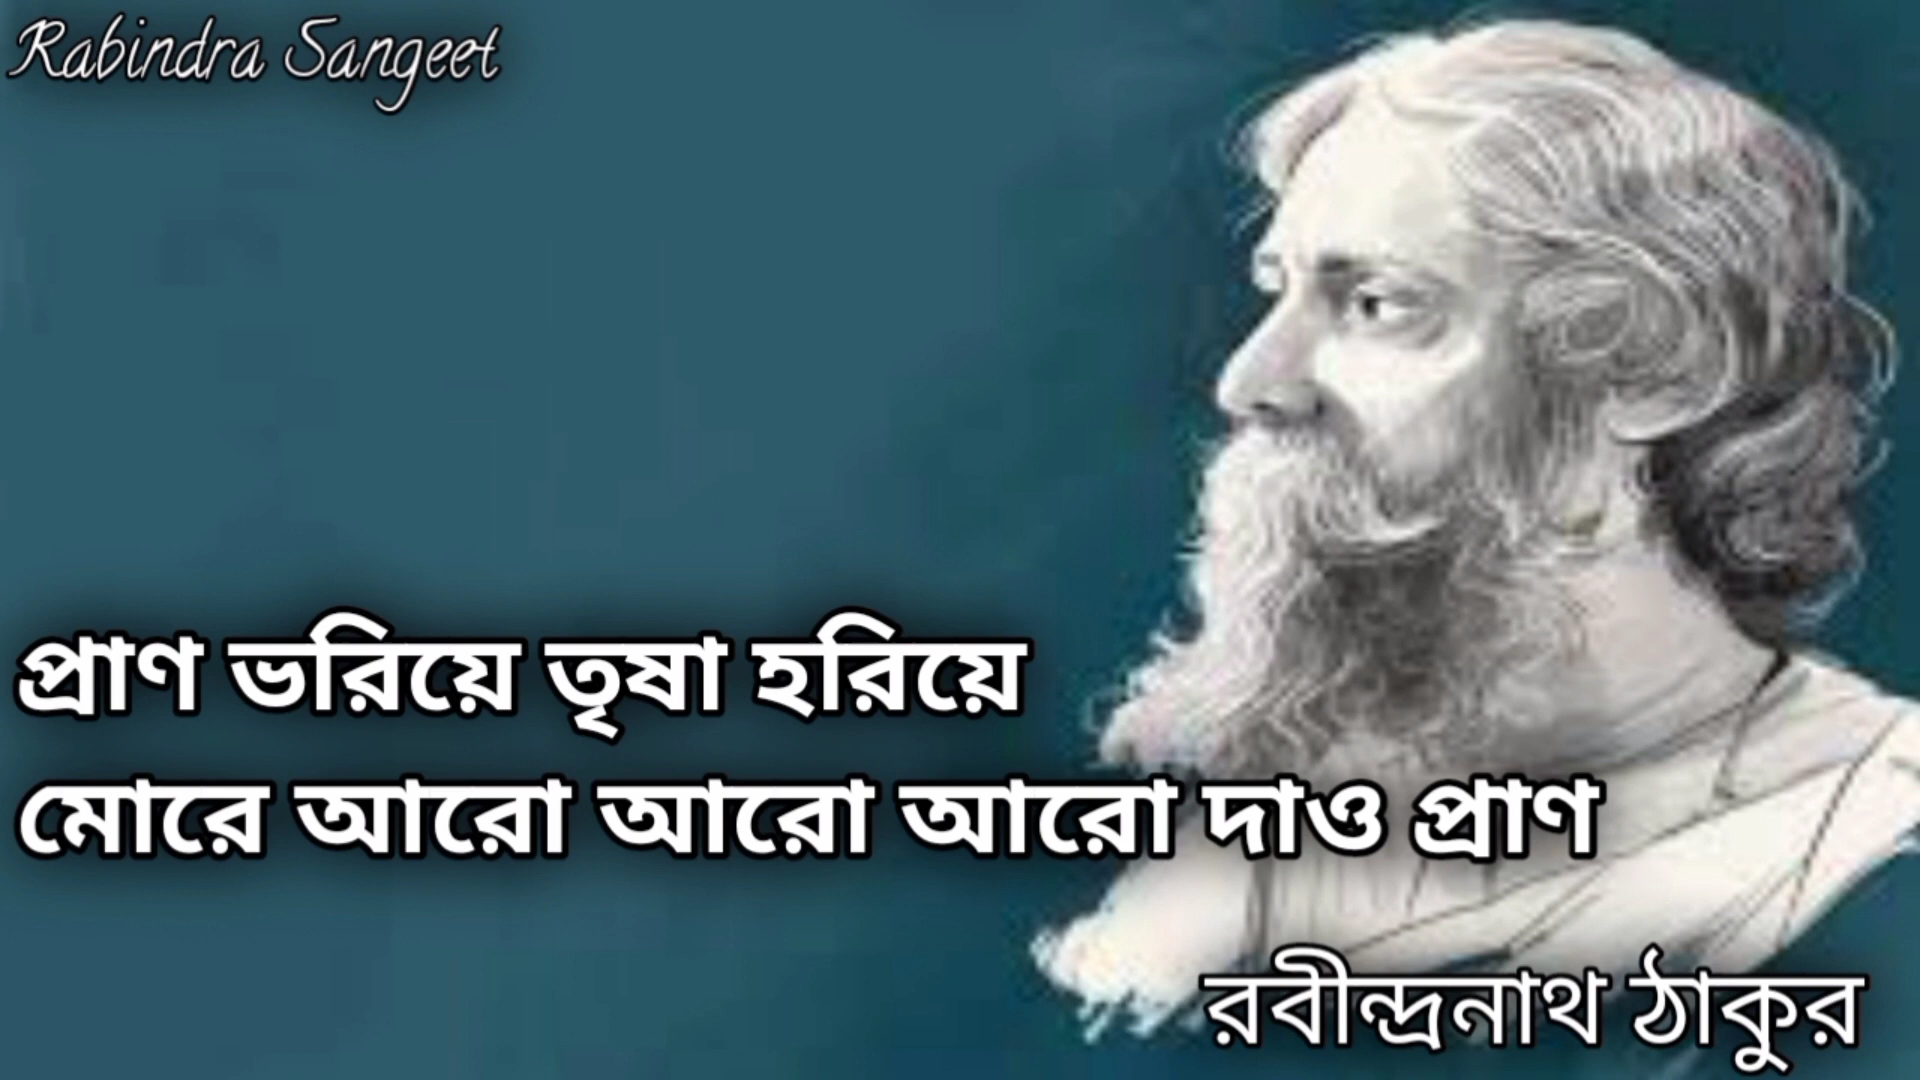 Rabindra Sangeet
প্রাণ ভরিয়ে তৃষা হরিয়ে
মোরে আরো আরো আরো দাও প্রাণ
রবীন্দ্রনাথ ঠাকুর